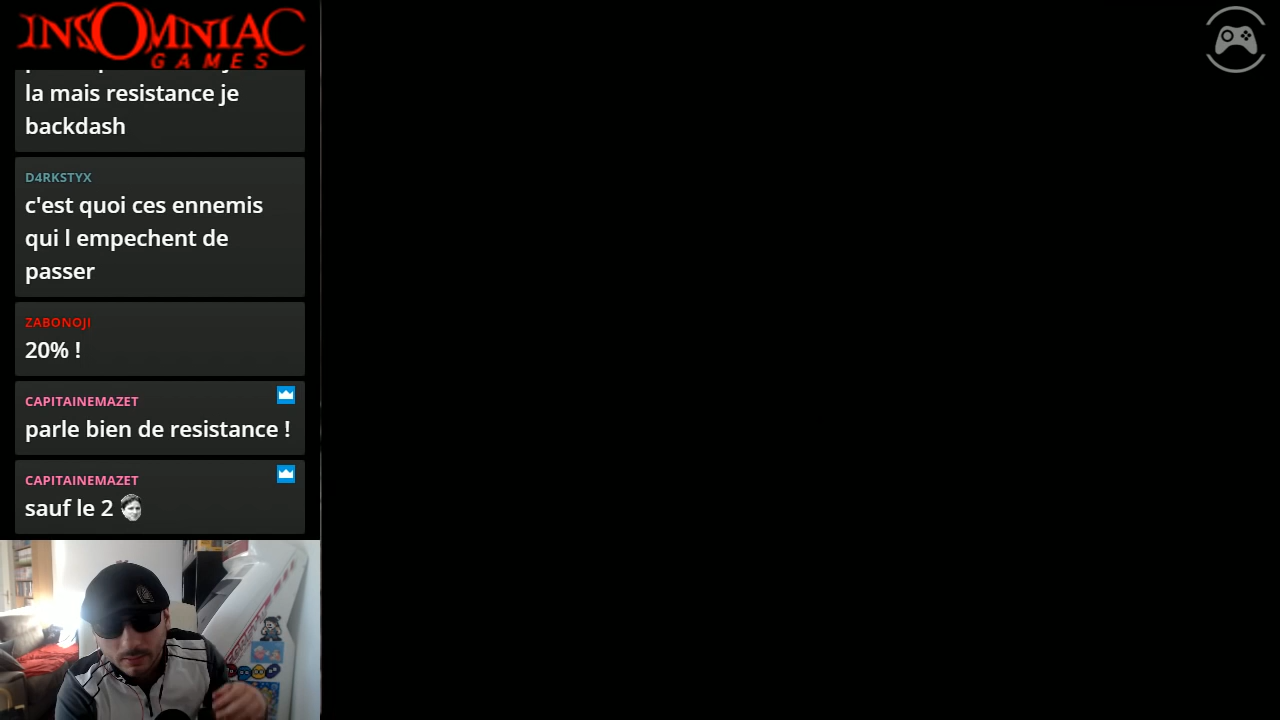 INSOMNIAC
GAMES
la mais resistance je
backdash
D4RKSTYX
c'est quoi ces ennemis
qui l empechent de
passer
ZABONOJI
20% !
CAPITAINEMAZET
parle bien de resistance !
CAPITAINEMAZET
sauf le 2